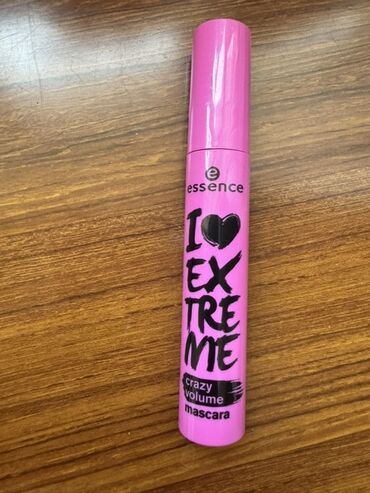 e
essence
I ♥
EX
TRE
ME
crazy
volume
mascara